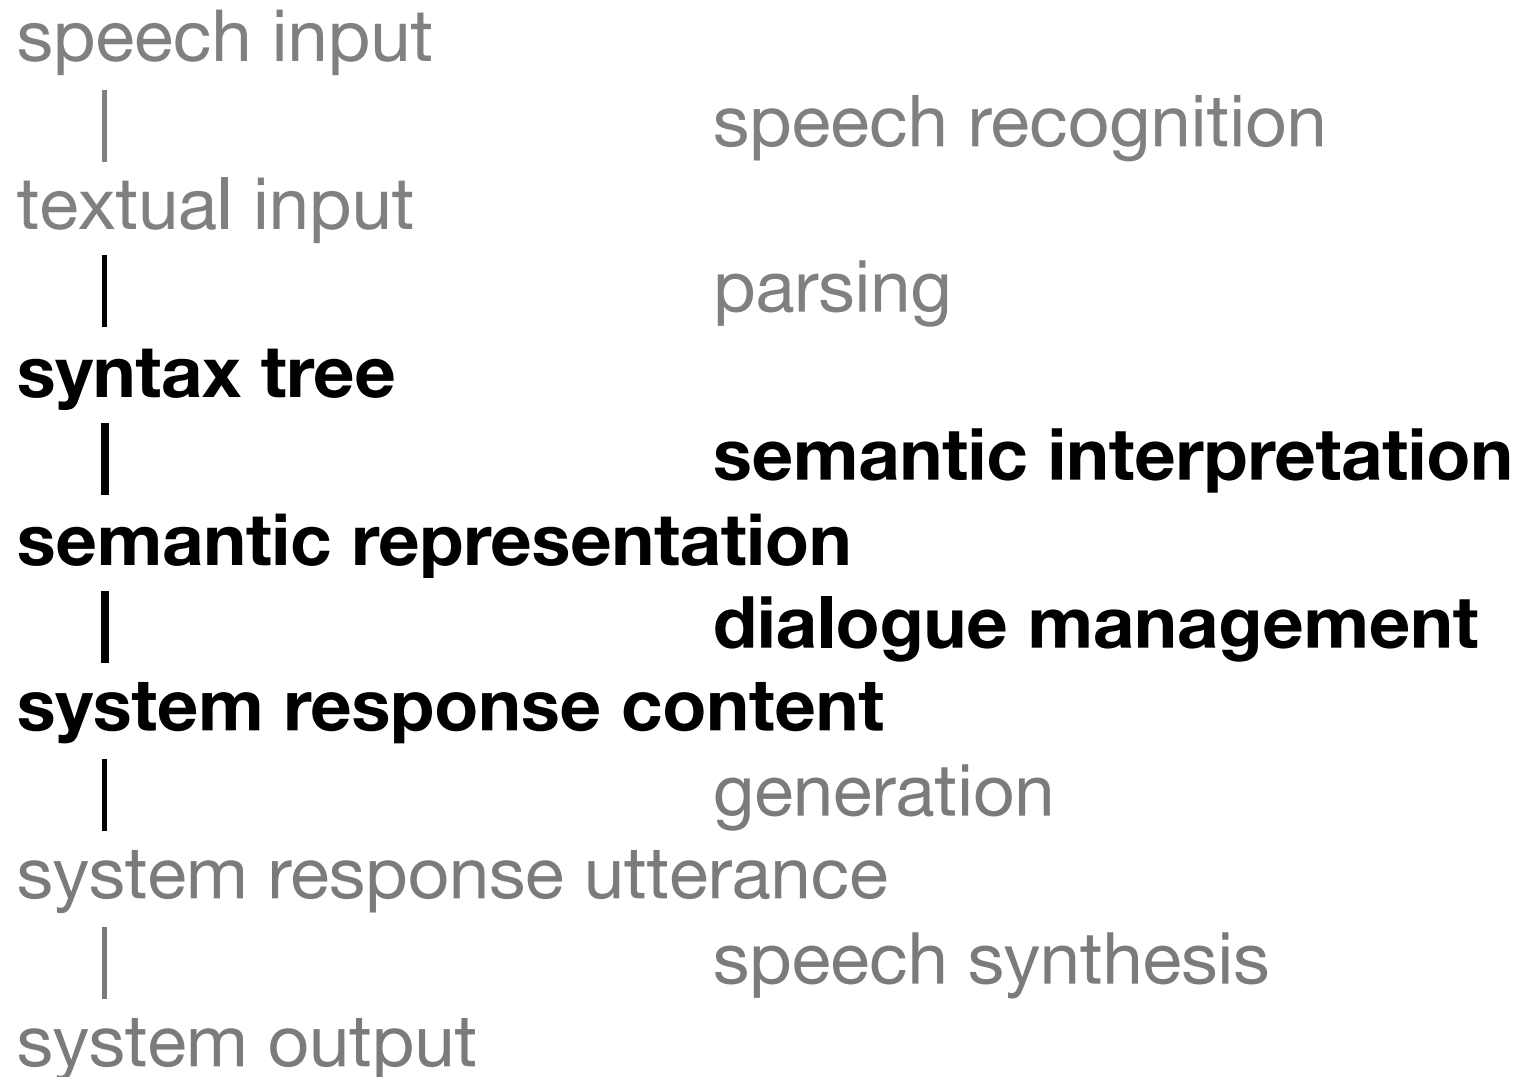 speech input
speech recognition
textual input
parsing
syntax tree
semantic interpretation
semantic representation
dialogue management
system response content
generation
system response utterance
speech synthesis
system output